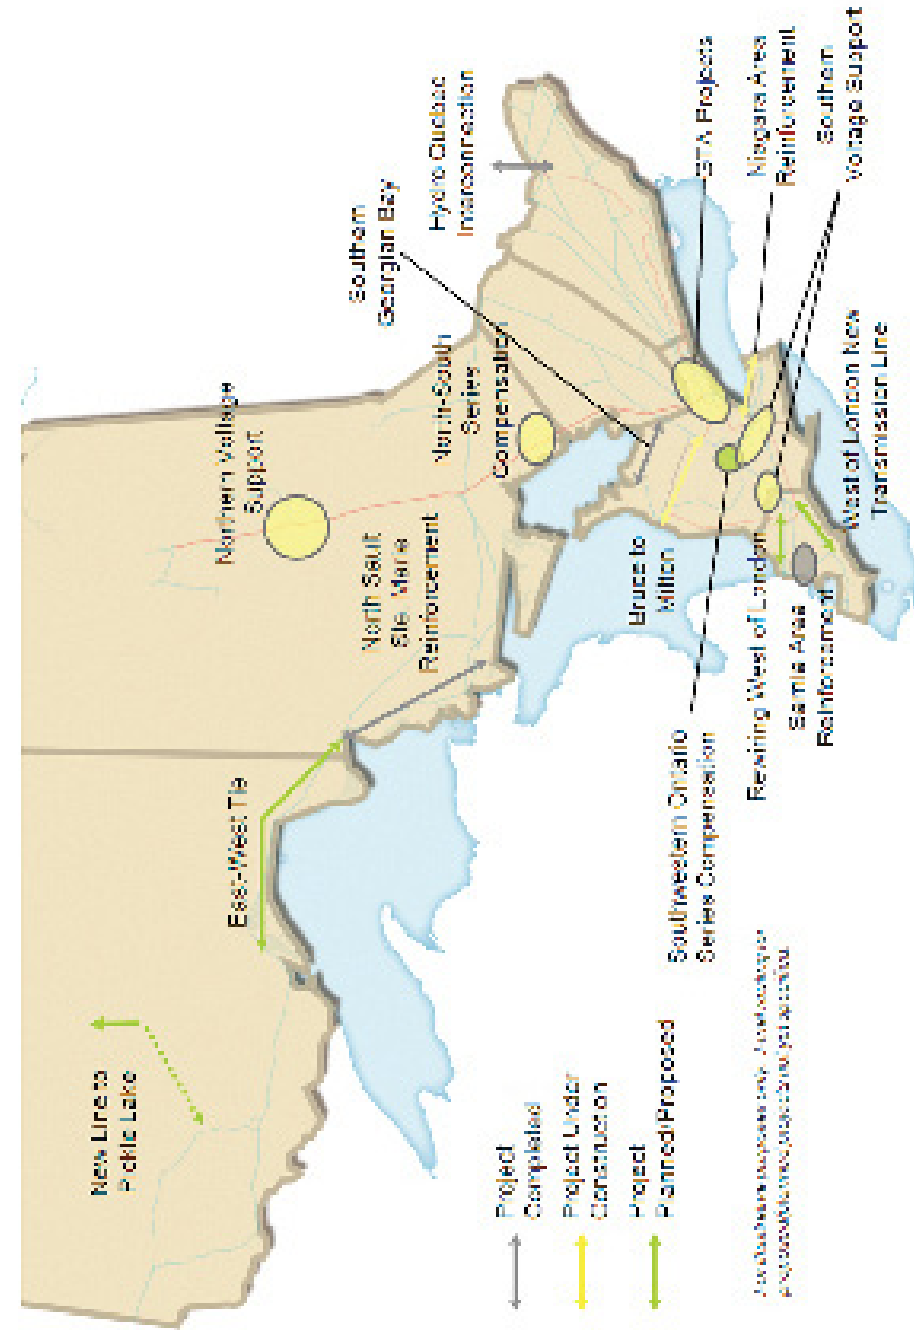 New Line to
Pickle Lake
East-West Tie
Northern Voltage
Support
North Sault
Ste. Marie
Reinforcement
North-South
Series
Compensation
Southern
Georgian Bay
Hydro Quebec
Interconnection
GTA Projects
Niagara Area
Reinforcement
Southern
Voltage Support
West of London New
Transmission Line
Bruce to
Milton
Rewiring West of London
Sarnia Area
Reinforcement
Southwestern Ontario
Series Compensation
Project
Completed
Project Under
Construction
Project
Planned/Proposed